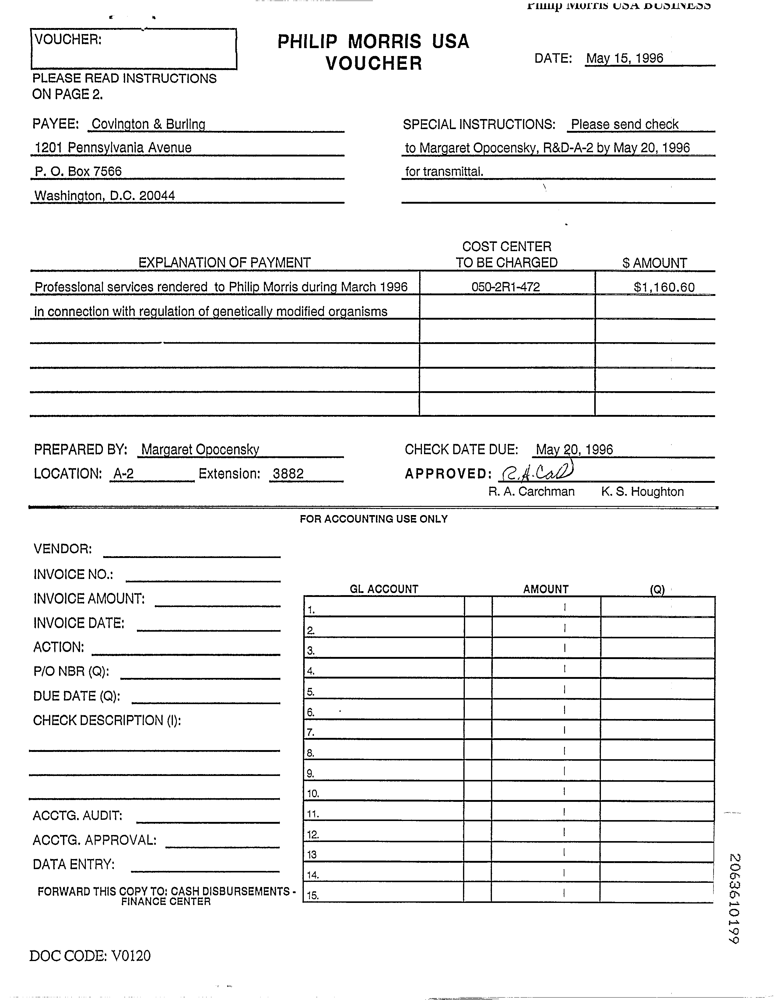 Philip Morris USA BUSINESS
VOUCHER:
PHILIP MORRIS USA
VOUCHER
DATE: May 15, 1996
PLEASE READ INSTRUCTIONS
ON PAGE 2.
PAYEE: Covington & Burling
SPECIAL INSTRUCTIONS: Please send check
1201 Pennsylvania Avenue
to Margaret Opocensky, R&D-A-2 by May 20, 1996
P. O. Box 7566
for transmittal.
Washington, D.C. 20044
COST CENTER
EXPLANATION OF PAYMENT TO BE CHARGED $ AMOUNT
Professional services rendered to Philip Morris during March 1996 050-2R1-472 $1,160.60
in connection with regulation of genetically modified organisms
PREPARED BY: Margaret Opocensky
CHECK DATE DUE: May 20, 1996
LOCATION: A-2 Extension: 3882
APPROVED: R.A.Cal
R. A. Carchman K. S. Houghton
FOR ACCOUNTING USE ONLY
VENDOR:
INVOICE NO.:
INVOICE AMOUNT:
INVOICE DATE:
ACTION:
P/O NBR (Q):
DUE DATE (Q):
CHECK DESCRIPTION (I):
ACCTG. AUDIT:
ACCTG. APPROVAL:
DATA ENTRY:
FORWARD THIS COPY TO: CASH DISBURSEMENTS -
FINANCE CENTER
GL ACCOUNT AMOUNT (Q)
1.
2.
3.
4.
5.
6.
7.
8.
9.
10.
11.
12.
13
14.
15.
2063610199
DOC CODE: V0120